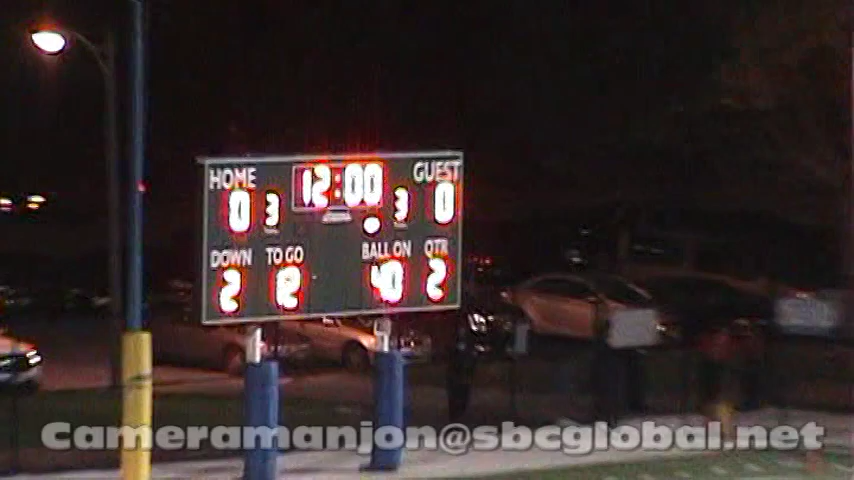 HOME 12:00 GUEST
0 3 3 0
DOWN TO GO BALL ON QTR
2 12 40 2
Cameramanjon@sbcglobal.net